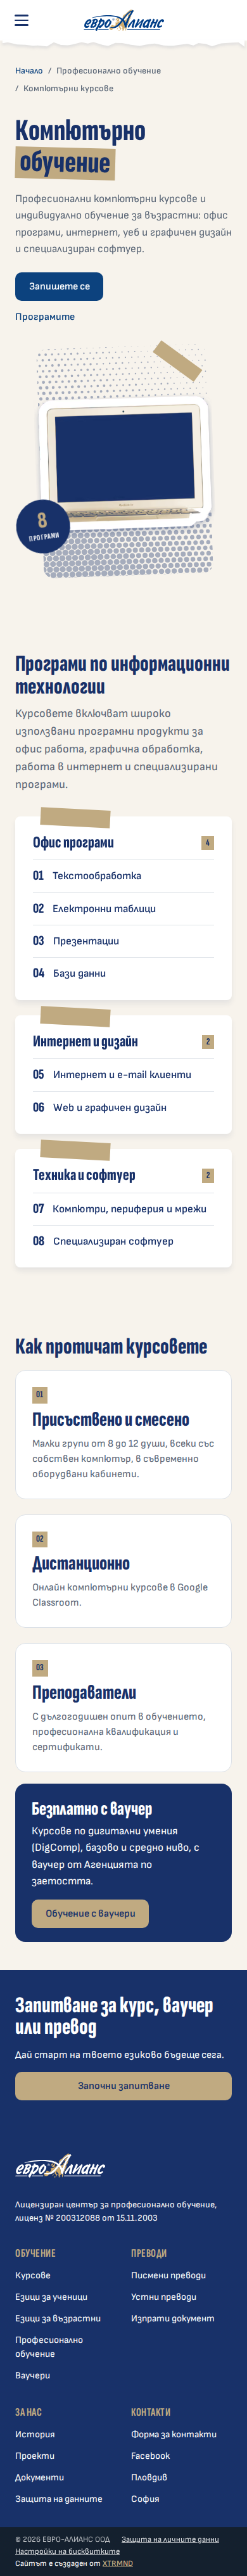 евроАлианс
Начало / Професионално обучение
/ Компютърни курсове
Компютърно
обучение
Професионални компютърни курсове и
индивидуално обучение за възрастни: офис
програми, интернет, уеб и графичен дизайн
и специализиран софтуер.
Запишете се
Програмите
8
ПРОГРАМИ
Програми по информационни
технологии
Курсовете включват широко
използвани програмни продукти за
офис работа, графична обработка,
работа в интернет и специализирани
програми.
Офис програми 4
01 Текстообработка
02 Електронни таблици
03 Презентации
04 Бази данни
Интернет и дизайн 2
05 Интернет и e-mail клиенти
06 Web и графичен дизайн
Техника и софтуер 2
07 Компютри, периферия и мрежи
08 Специализиран софтуер
Как протичат курсовете
01
Присъствено и смесено
Малки групи от 8 до 12 души, всеки със
собствен компютър, в съвременно
оборудвани кабинети.
02
Дистанционно
Онлайн компютърни курсове в Google
Classroom.
03
Преподаватели
С дългогодишен опит в обучението,
професионална квалификация и
сертификати.
Безплатно с ваучер
Курсове по дигитални умения
(DigComp), базово и средно ниво, с
ваучер от Агенцията по
заетостта.
Обучение с ваучери
Запитване за курс, ваучер
или превод
Дай старт на твоето езиково бъдеще сега.
Започни запитване
евроАлианс
Лицензиран център за професионално обучение,
лиценз № 200312088 от 15.11.2003
ОБУЧЕНИЕ
Курсове
Езици за ученици
Езици за възрастни
Професионално
обучение
Ваучери
ПРЕВОДИ
Писмени преводи
Устни преводи
Изпрати документ
ЗА НАС
История
Проекти
Документи
Защита на данните
КОНТАКТИ
Форма за контакти
Facebook
Пловдив
София
© 2026 ЕВРО-АЛИАНС ООД Защита на личните данни
Настройки на бисквитките
Сайтът е създаден от XTRMND